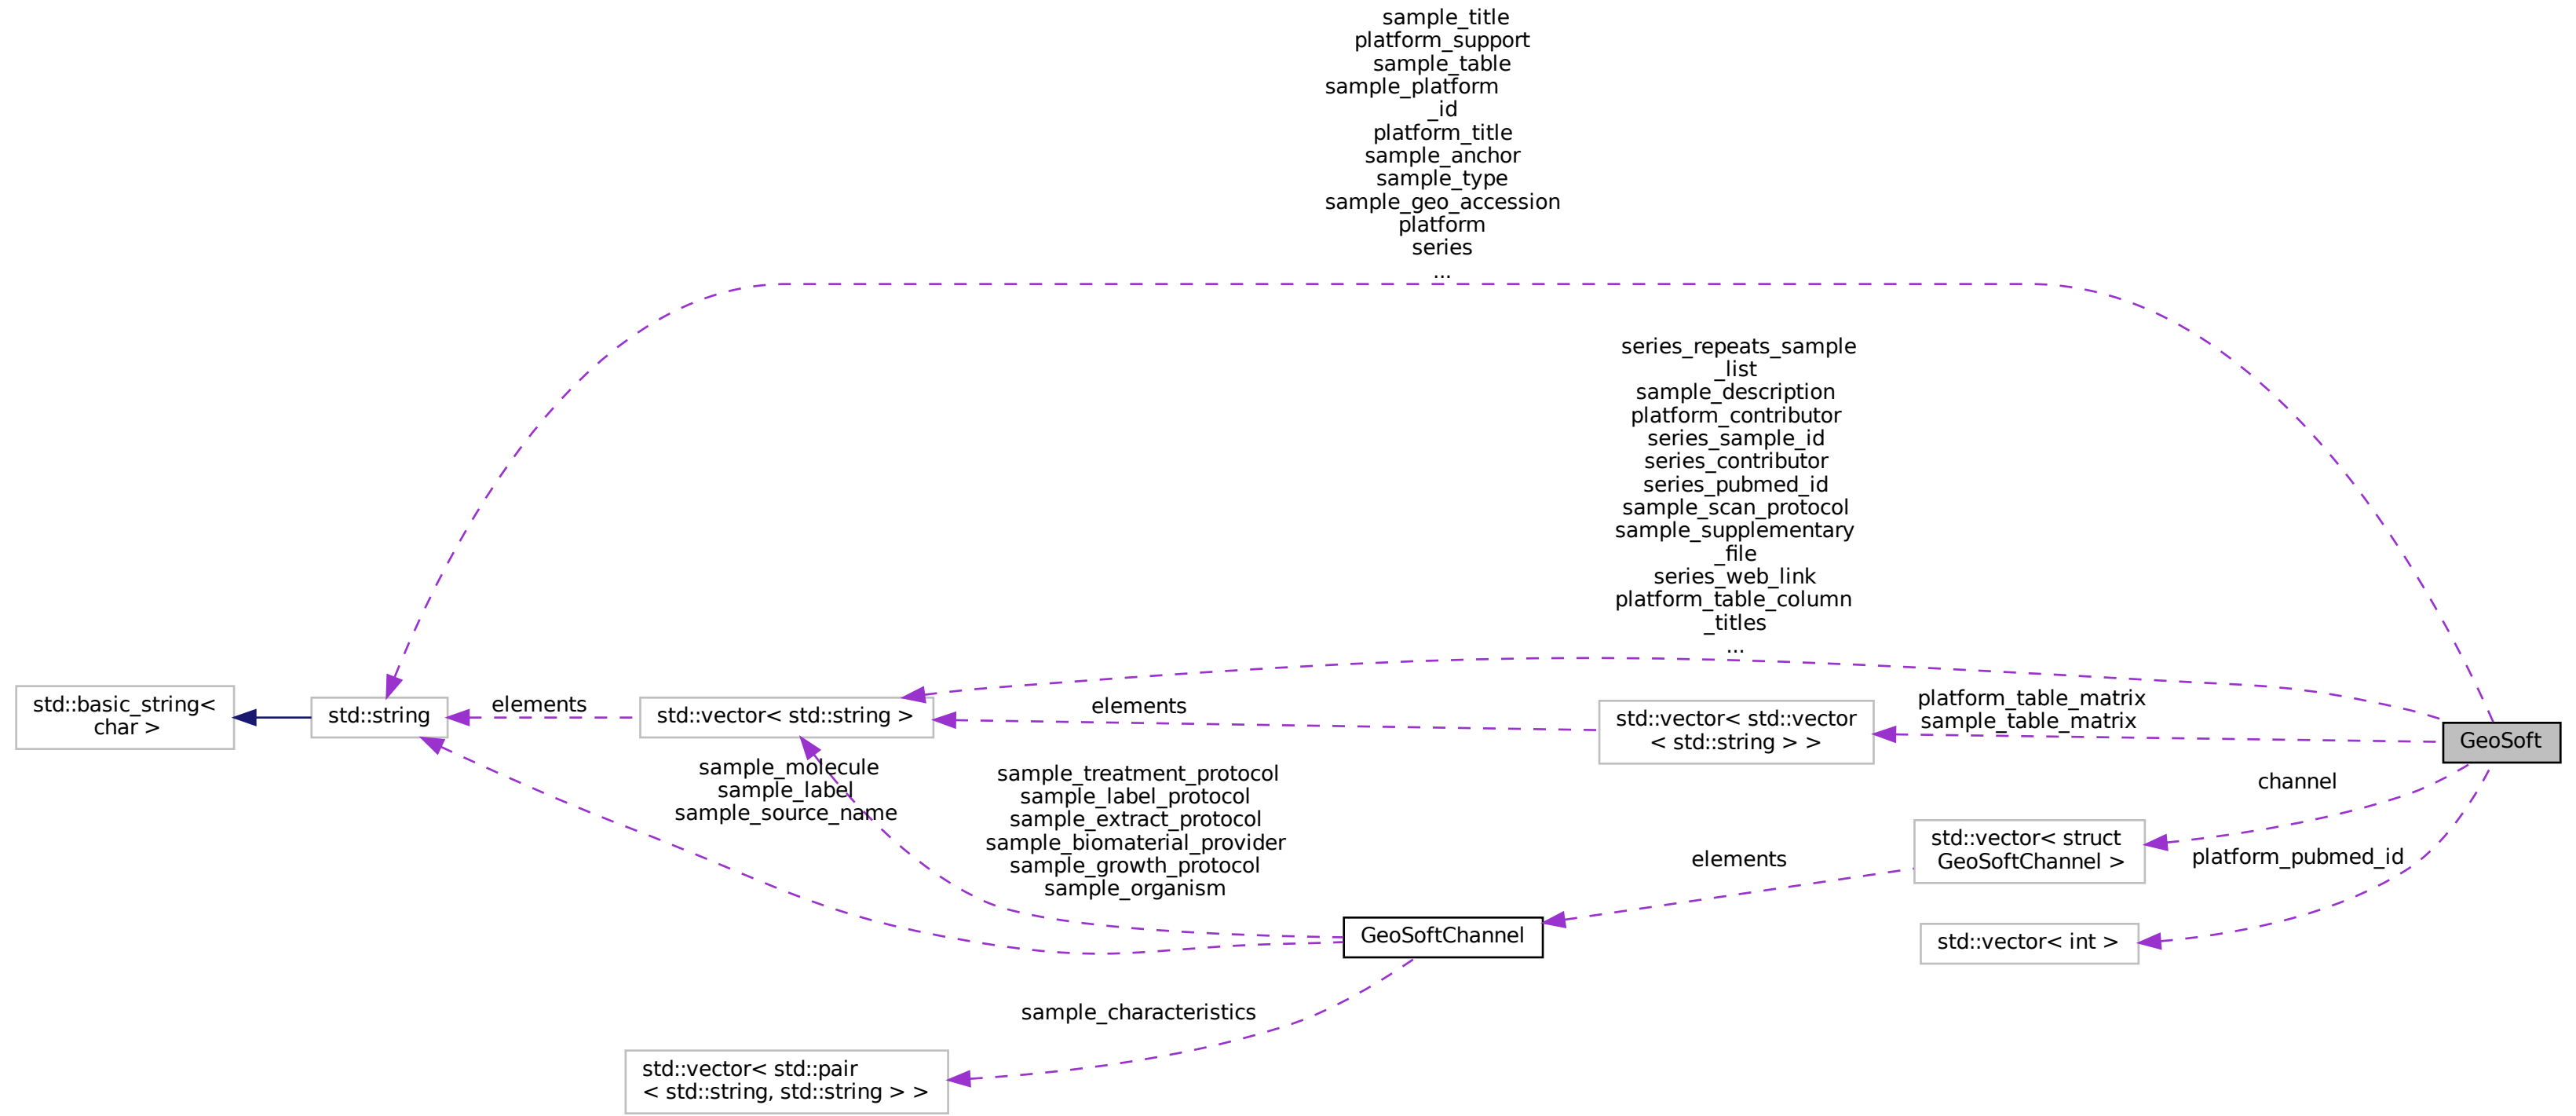 sample_title
platform_support
sample_table
sample_platform
_id
platform_title
sample_anchor
sample_type
sample_geo_accession
platform
series
...
series_repeats_sample
_list
sample_description
platform_contributor
series_sample_id
series_contributor
series_pubmed_id
sample_scan_protocol
sample_supplementary
_file
series_web_link
platform_table_column
_titles
...
std::basic_string<
char >
std::string
elements
std::vector< std::string >
elements
std::vector< std::vector
< std::string > >
platform_table_matrix
sample_table_matrix
GeoSoft
sample_molecule
sample_label
sample_source_name
sample_treatment_protocol
sample_label_protocol
sample_extract_protocol
sample_biomaterial_provider
sample_growth_protocol
sample_organism
channel
std::vector< struct
GeoSoftChannel >
elements
platform_pubmed_id
GeoSoftChannel
std::vector< int >
sample_characteristics
std::vector< std::pair
< std::string, std::string > >